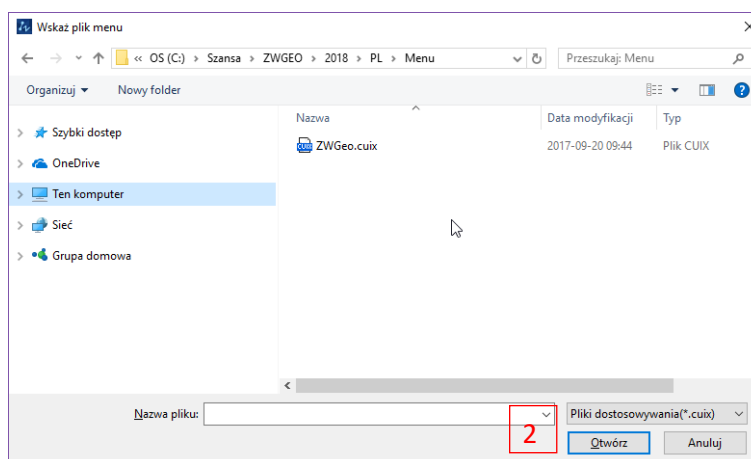 Wskaż plik menu
« OS (C:) › Szansa › ZWGEO › 2018 › PL › Menu
Przeszukaj: Menu
Organizuj
Nowy folder
Nazwa
Data modyfikacji
Typ
Szybki dostęp
ZWGeo.cuix
2017-09-20 09:44
Plik CUIX
OneDrive
Ten komputer
Sieć
Grupa domowa
Nazwa pliku:
Pliki dostosowywania(*.cuix)
2
Otwórz
Anuluj